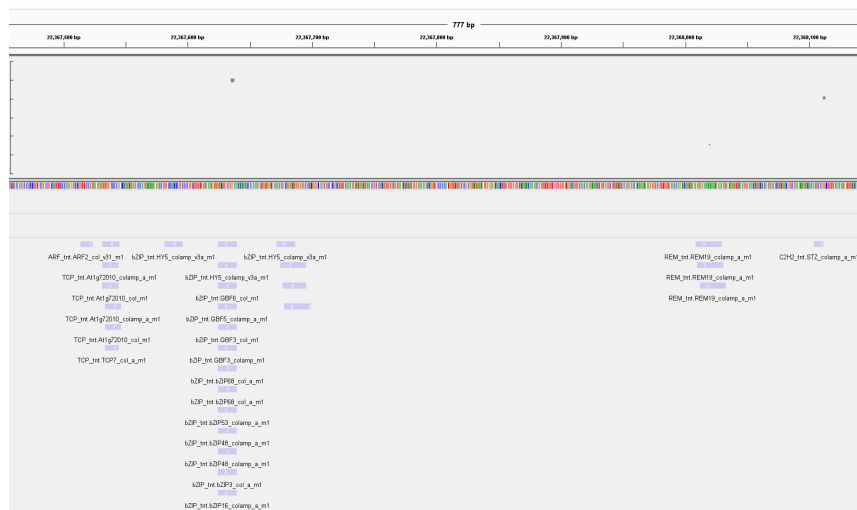 777 bp
22,367,500 bp 22,367,600 bp 22,367,700 bp 22,367,800 bp 22,367,900 bp 22,368,000 bp 22,368,100 bp
ARF_tnt.ARF2_col_v31_m1 bZIP_tnt.HY5_colamp_v3a_m1 bZIP_tnt.HY5_colamp_v3a_m1 REM_tnt.REM19_colamp_a_m1 C2H2_tnt.STZ_colamp_a_m1
TCP_tnt.At1g72010_colamp_a_m1 bZIP_tnt.HY5_colamp_v3a_m1 REM_tnt.REM19_colamp_a_m1
TCP_tnt.At1g72010_col_m1 bZIP_tnt.GBF6_col_m1 REM_tnt.REM19_colamp_a_m1
TCP_tnt.At1g72010_colamp_a_m1 bZIP_tnt.GBF5_colamp_a_m1
TCP_tnt.At1g72010_col_m1 bZIP_tnt.GBF3_col_m1
TCP_tnt.TCP7_col_a_m1 bZIP_tnt.GBF3_colamp_m1
bZIP_tnt.bZIP68_col_a_m1
bZIP_tnt.bZIP68_col_a_m1
bZIP_tnt.bZIP53_colamp_a_m1
bZIP_tnt.bZIP48_colamp_a_m1
bZIP_tnt.bZIP48_colamp_a_m1
bZIP_tnt.bZIP3_col_a_m1
bZIP_tnt.bZIP16_colamp_a_m1